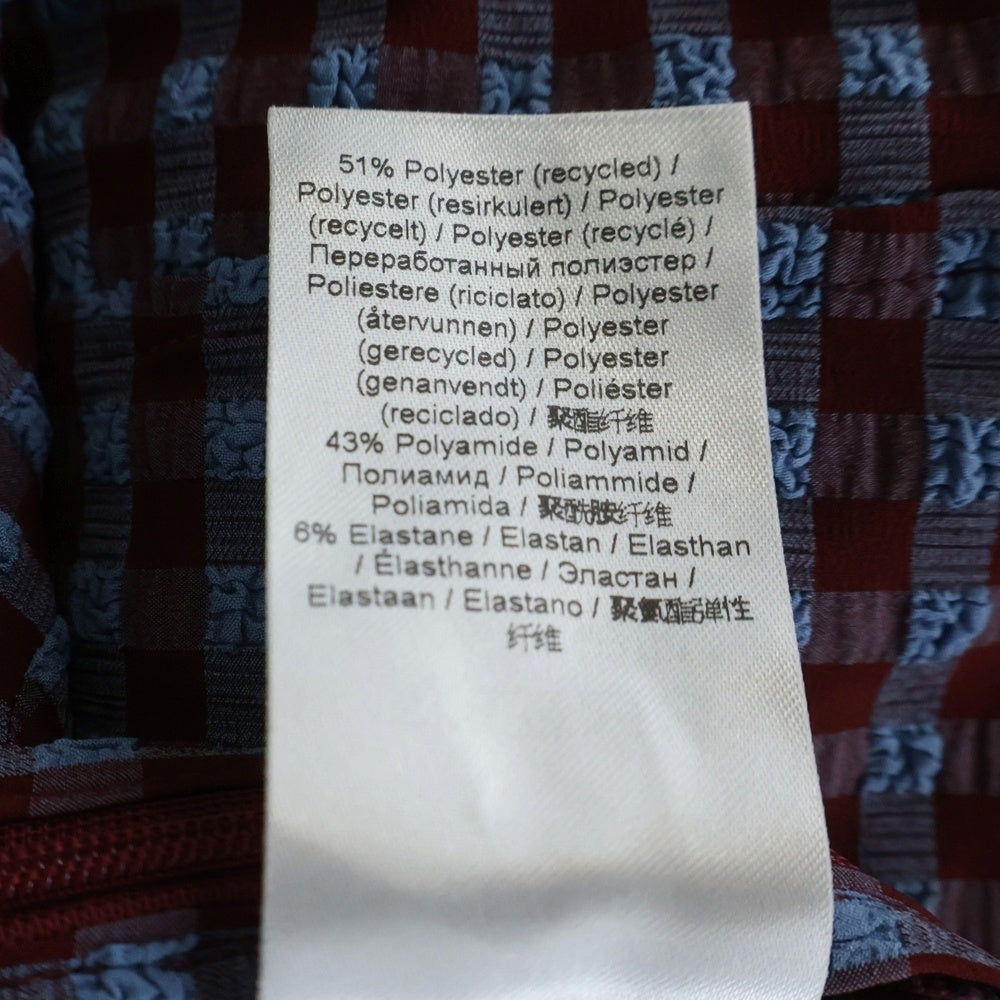 51% Polyester (recycled) /
Polyester (resirkulert) / Polyester
(recycelt) / Polyester (recyclé) /
Переработанный полиэстер /
Poliestere (riciclato) / Polyester
(återvunnen) / Polyester
(gerecycled) / Polyester
(genanvendt) / Poliéster
(reciclado) / 聚酯纤维
43% Polyamide / Polyamid /
Полиамид / Poliammide /
Poliamida / 聚酰胺纤维
6% Elastane / Elastan / Elasthan
/ Élasthanne / Эластан /
Elastaan / Elastano / 聚氨酯弹性
纤维